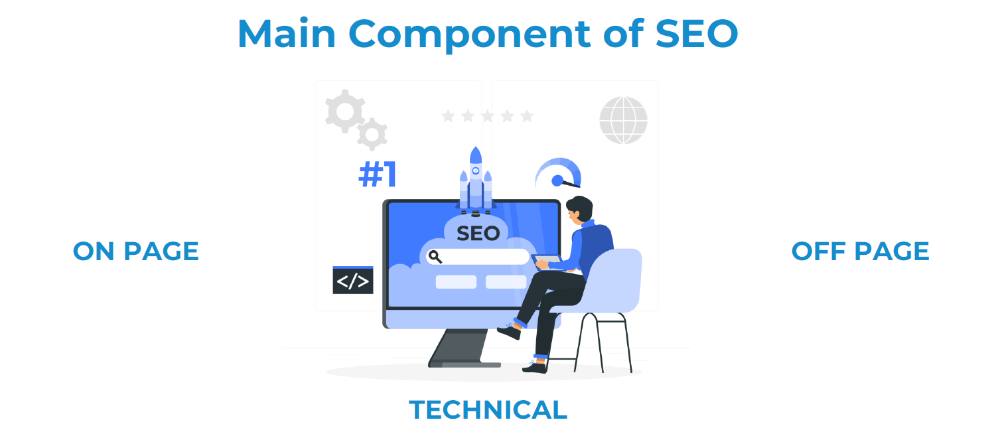 Main Component of SEO
#1
SEO
ON PAGE
OFF PAGE
</>
TECHNICAL